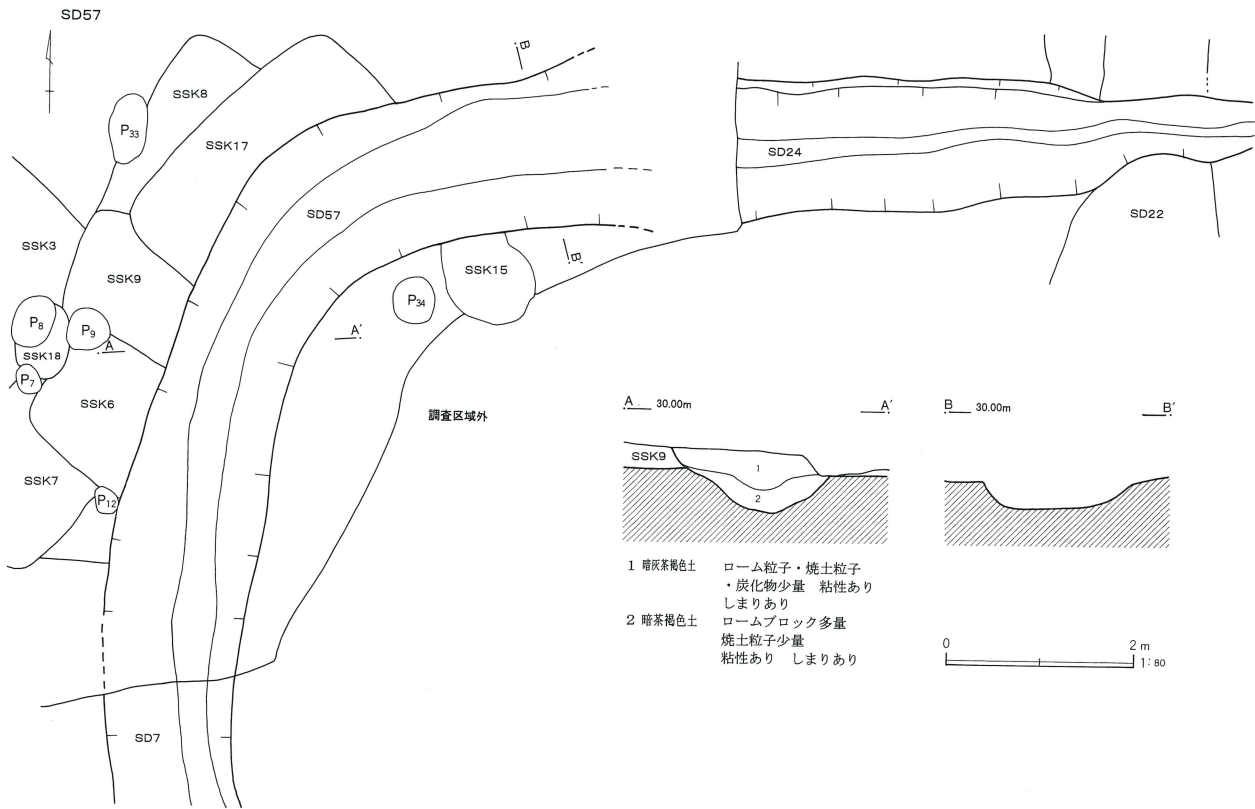 SD57
SSK8
P33
SSK17
B
SD57
SSK3
SSK9
P8
P9
SSK18
A
P7
SSK6
SSK7
P12
SD7
A'
P34
SSK15
B'
調査区域外
SD24
SD22
A 30.00m A'
SSK9
1
2
B 30.00m B'
1 暗灰茶褐色土 ローム粒子・焼土粒子
・炭化物少量 粘性あり
しまりあり
2 暗茶褐色土 ロームブロック多量
焼土粒子少量
粘性あり しまりあり
0 2m
1:80